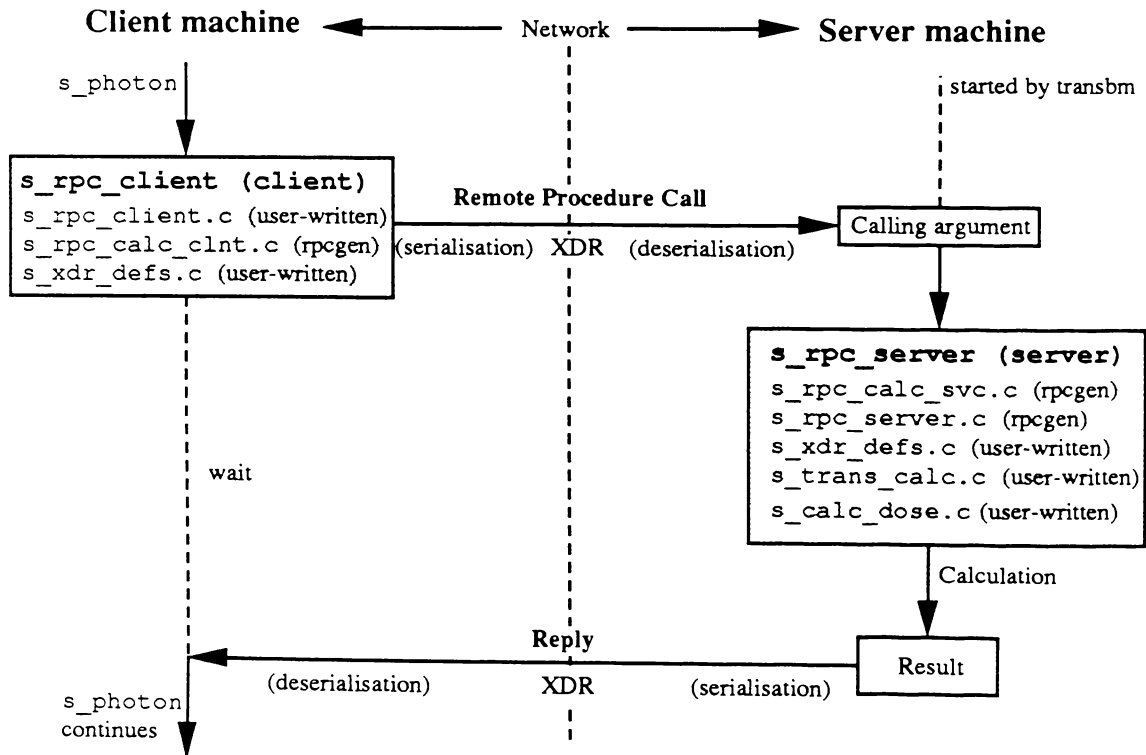 Client machine
Network
Server machine
s_photon
started by transbm
s_rpc_client (client)
s_rpc_client.c (user-written)
s_rpc_calc_clnt.c (rpcgen)
s_xdr_defs.c (user-written)
Remote Procedure Call
(serialisation) XDR (deserialisation)
Calling argument
s_rpc_server (server)
s_rpc_calc_svc.c (rpcgen)
s_rpc_server.c (rpcgen)
s_xdr_defs.c (user-written)
s_trans_calc.c (user-written)
s_calc_dose.c (user-written)
wait
Calculation
Reply
Result
(deserialisation) XDR (serialisation)
s_photon
continues